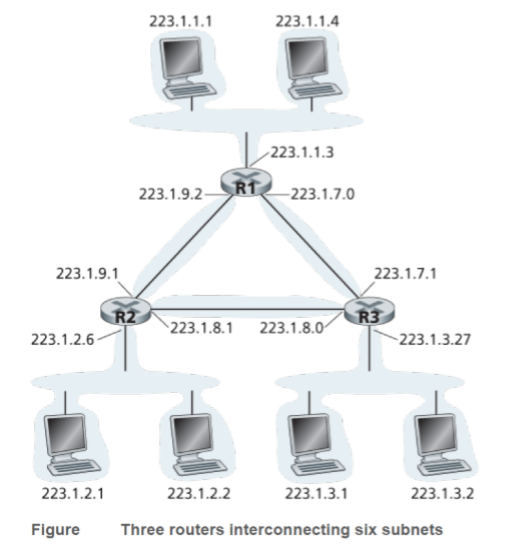 223.1.1.1 223.1.1.4
223.1.1.3
R1
223.1.9.2 223.1.7.0
223.1.9.1 223.1.7.1
R2 R3
223.1.8.1 223.1.8.0
223.1.2.6 223.1.3.27
223.1.2.1 223.1.2.2 223.1.3.1 223.1.3.2
Figure Three routers interconnecting six subnets